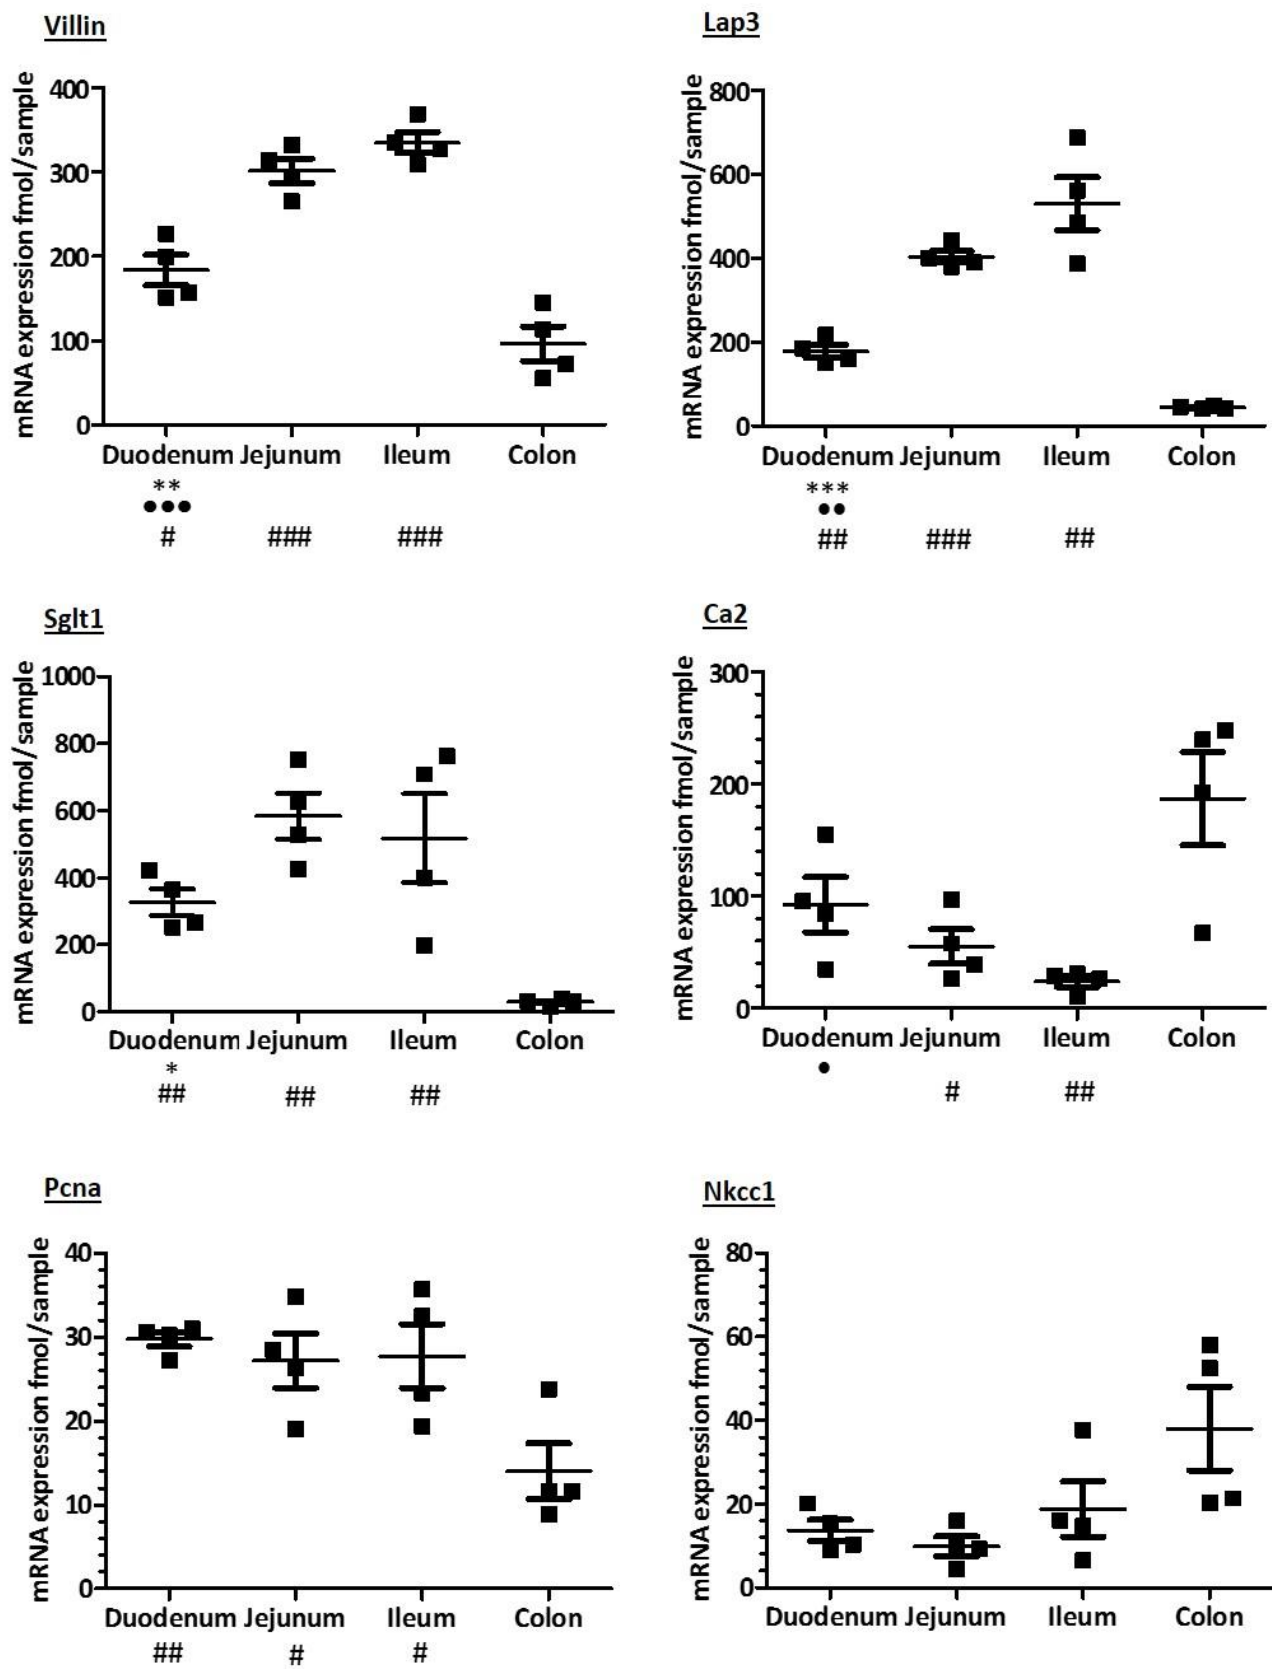 Villin
mRNA expression fmol/sample
400
300
200
100
0
Duodenum Jejunum Ileum Colon
**
●●●
# ### ###
Lap3
mRNA expression fmol/sample
800
600
400
200
0
Duodenum Jejunum Ileum Colon
***
●●
## ### ##
Sglt1
mRNA expression fmol/sample
1000
800
600
400
200
0
Duodenum Jejunum Ileum Colon
*
## ## ##
Ca2
mRNA expression fmol/sample
300
200
100
0
Duodenum Jejunum Ileum Colon
●
# ##
Pcna
mRNA expression fmol/sample
40
30
20
10
0
Duodenum Jejunum Ileum Colon
## # #
Nkcc1
mRNA expression fmol/sample
80
60
40
20
0
Duodenum Jejunum Ileum Colon